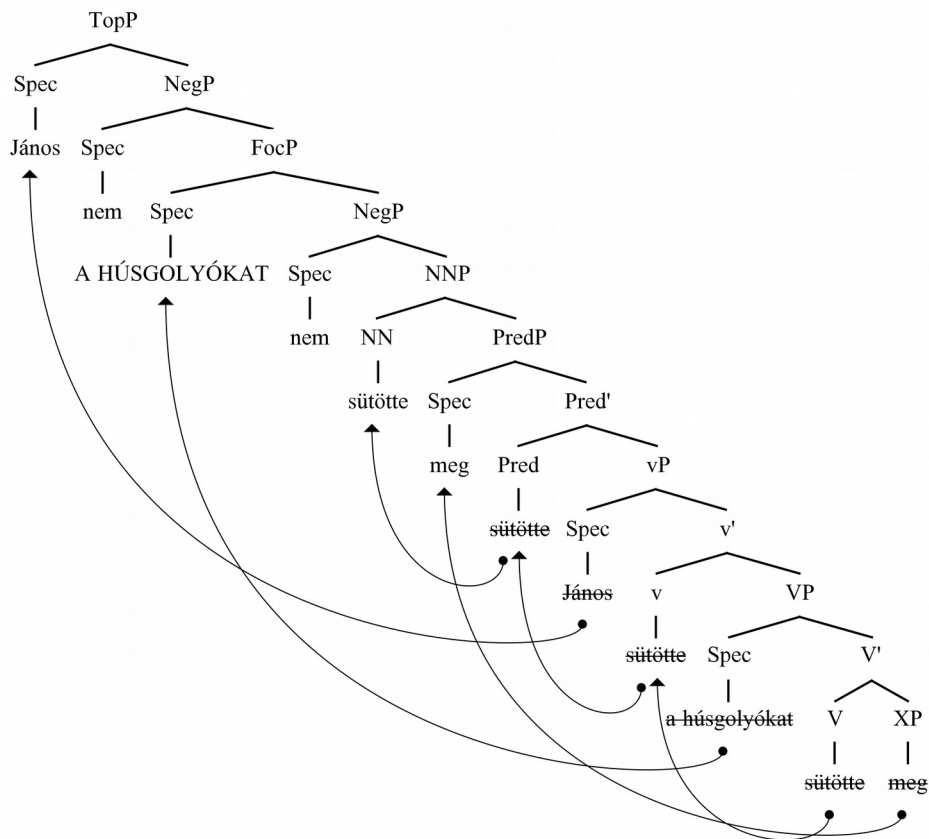 TopP
Spec NegP
János Spec FocP
nem Spec NegP
A HÚSGOLYÓKAT Spec NNP
nem NN PredP
sütötte Spec Pred'
meg Pred vP
sütötte Spec v'
János v VP
sütötte Spec V'
a húsgolyókat V XP
sütötte meg